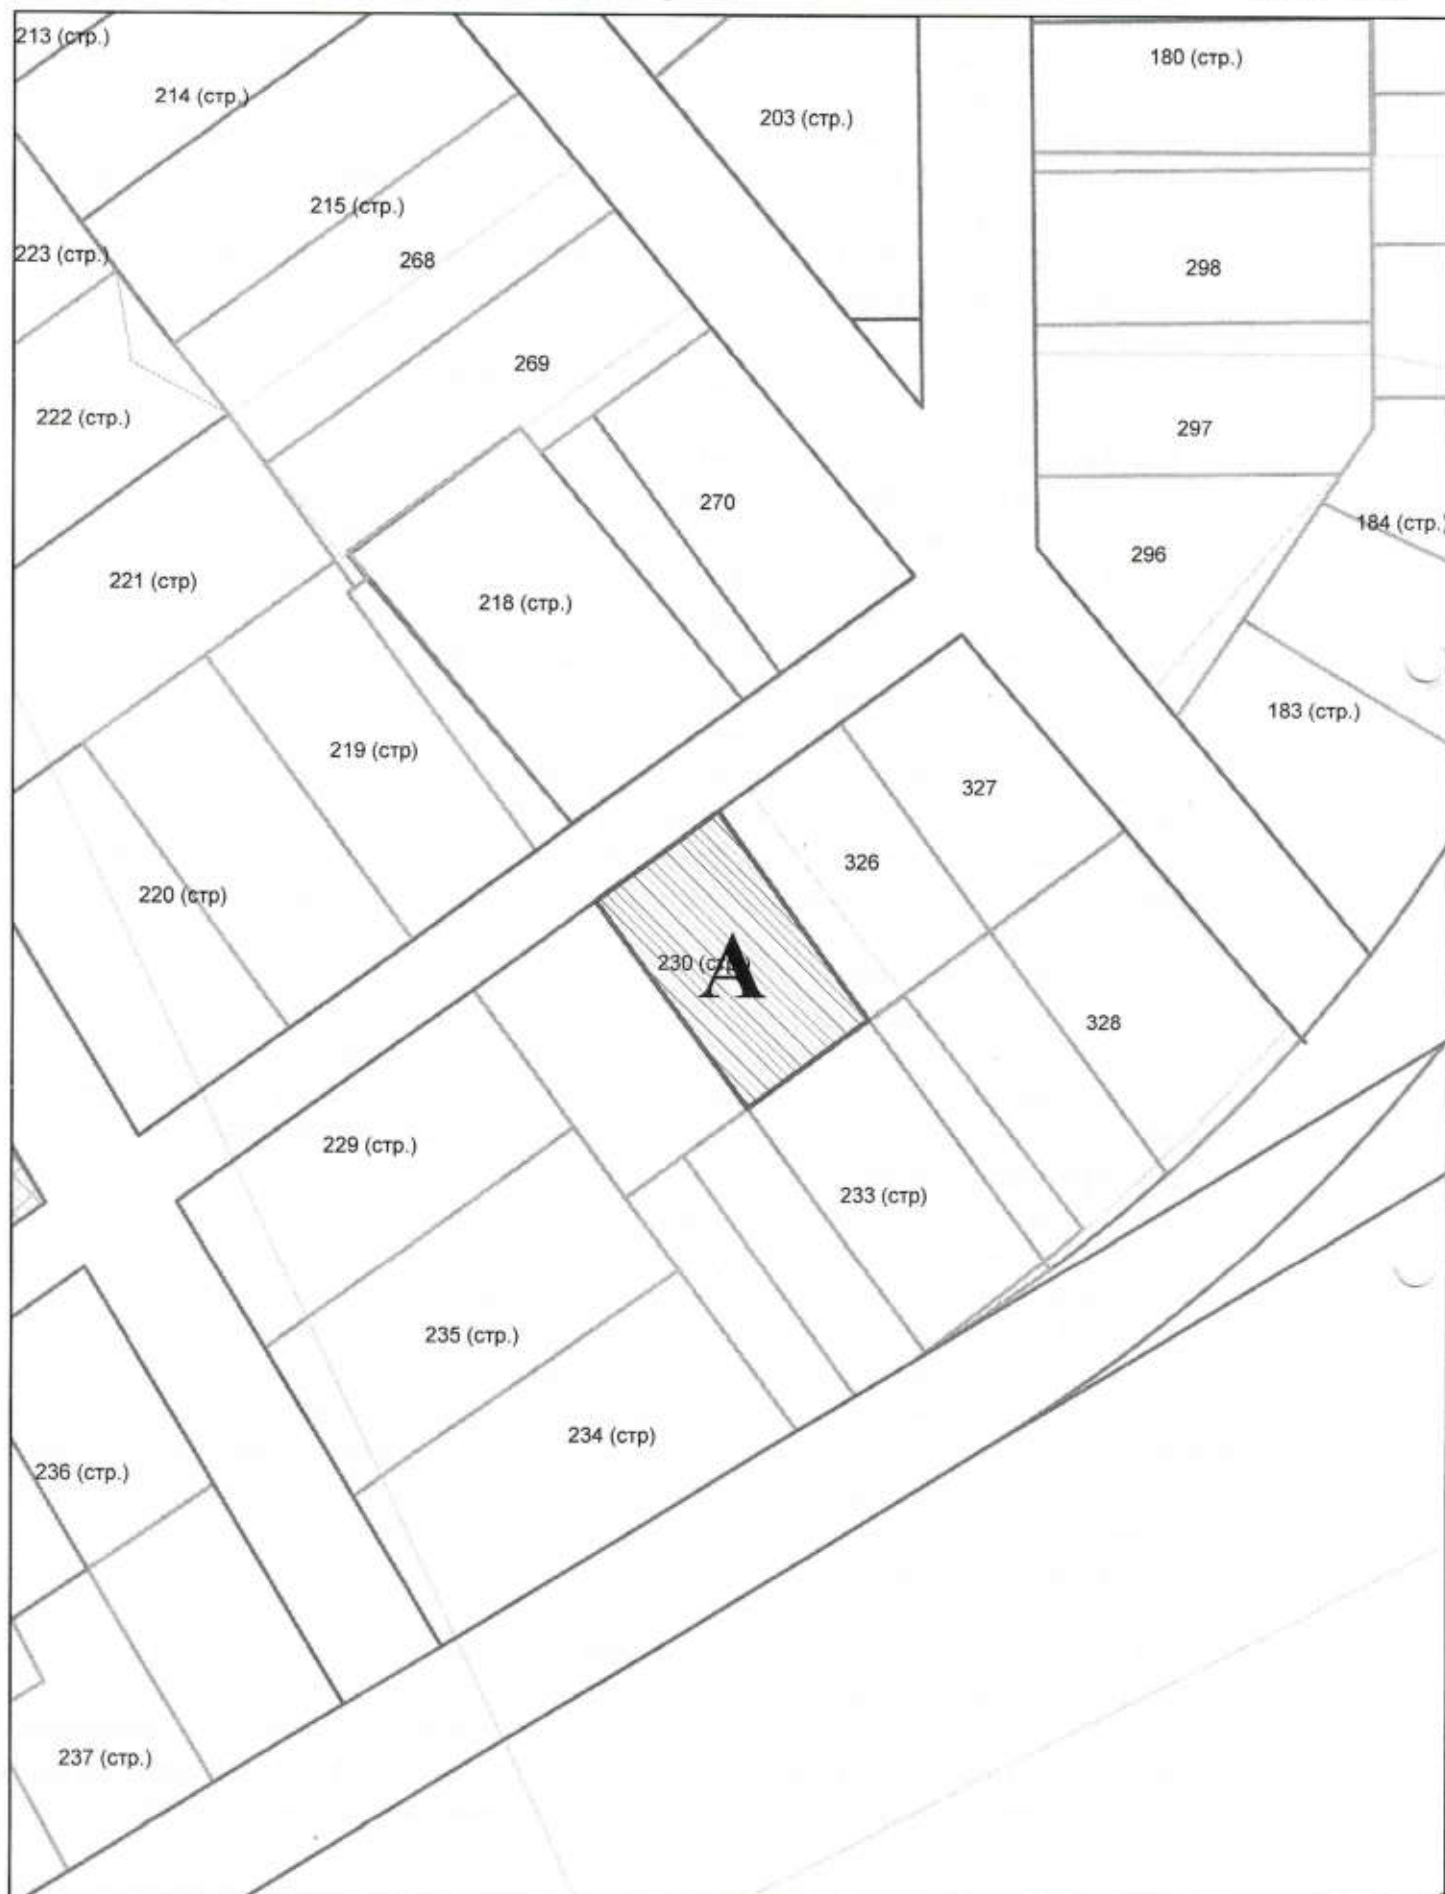 213 (стр.)
180 (стр.)
214 (стр.)
203 (стр.)
215 (стр.)
223 (стр.)
268
298
269
222 (стр.)
297
270
184 (стр.)
296
221 (стр)
218 (стр.)
183 (стр.)
219 (стр)
327
326
220 (стр)
230 (стр.)
А
328
229 (стр.)
233 (стр)
235 (стр.)
234 (стр)
236 (стр.)
237 (стр.)